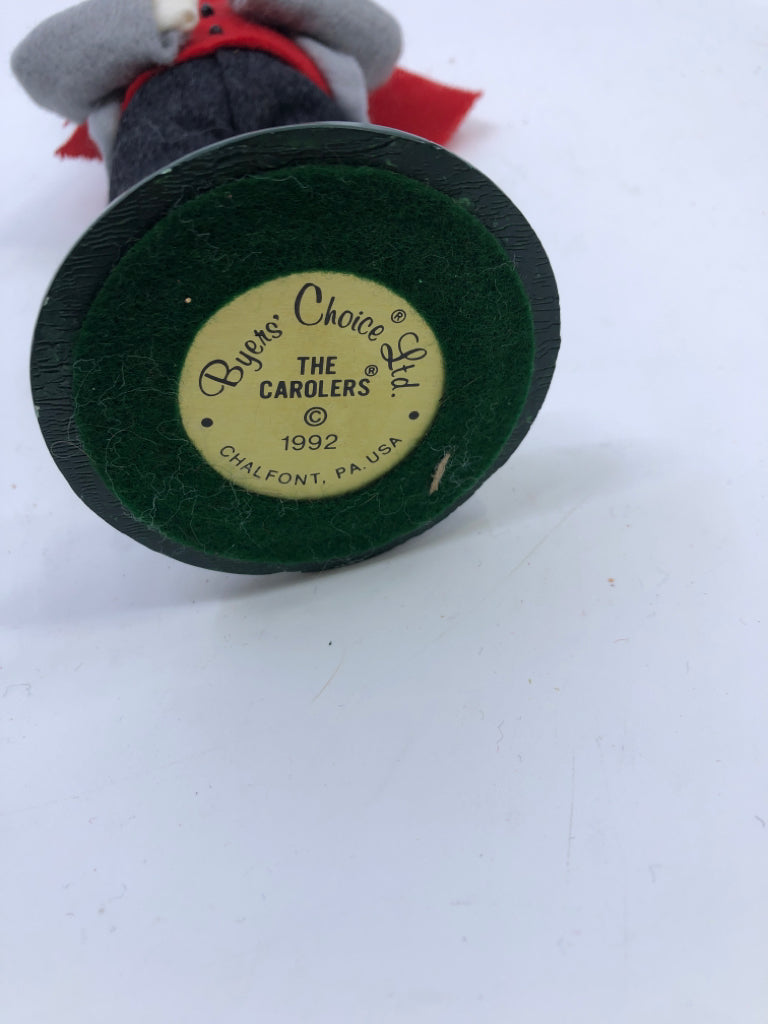 Byers' Choice® Ltd.
THE
CAROLERS®
©
1992
CHALFONT, PA. USA